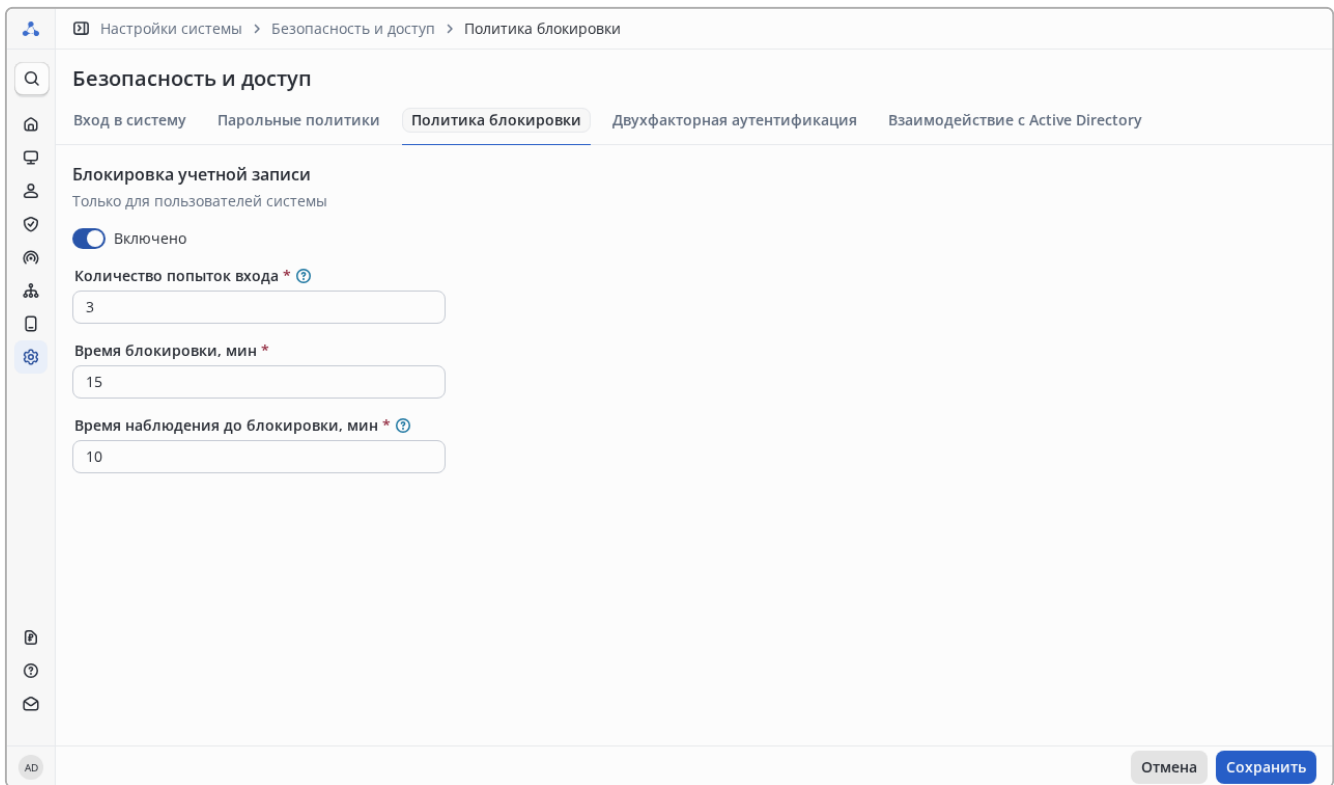 Настройки системы > Безопасность и доступ > Политика блокировки
Безопасность и доступ
Вход в систему Парольные политики Политика блокировки Двухфакторная аутентификация Взаимодействие с Active Directory
Блокировка учетной записи
Только для пользователей системы
Включено
Количество попыток входа *
3
Время блокировки, мин *
15
Время наблюдения до блокировки, мин *
10
AD
Отмена Сохранить